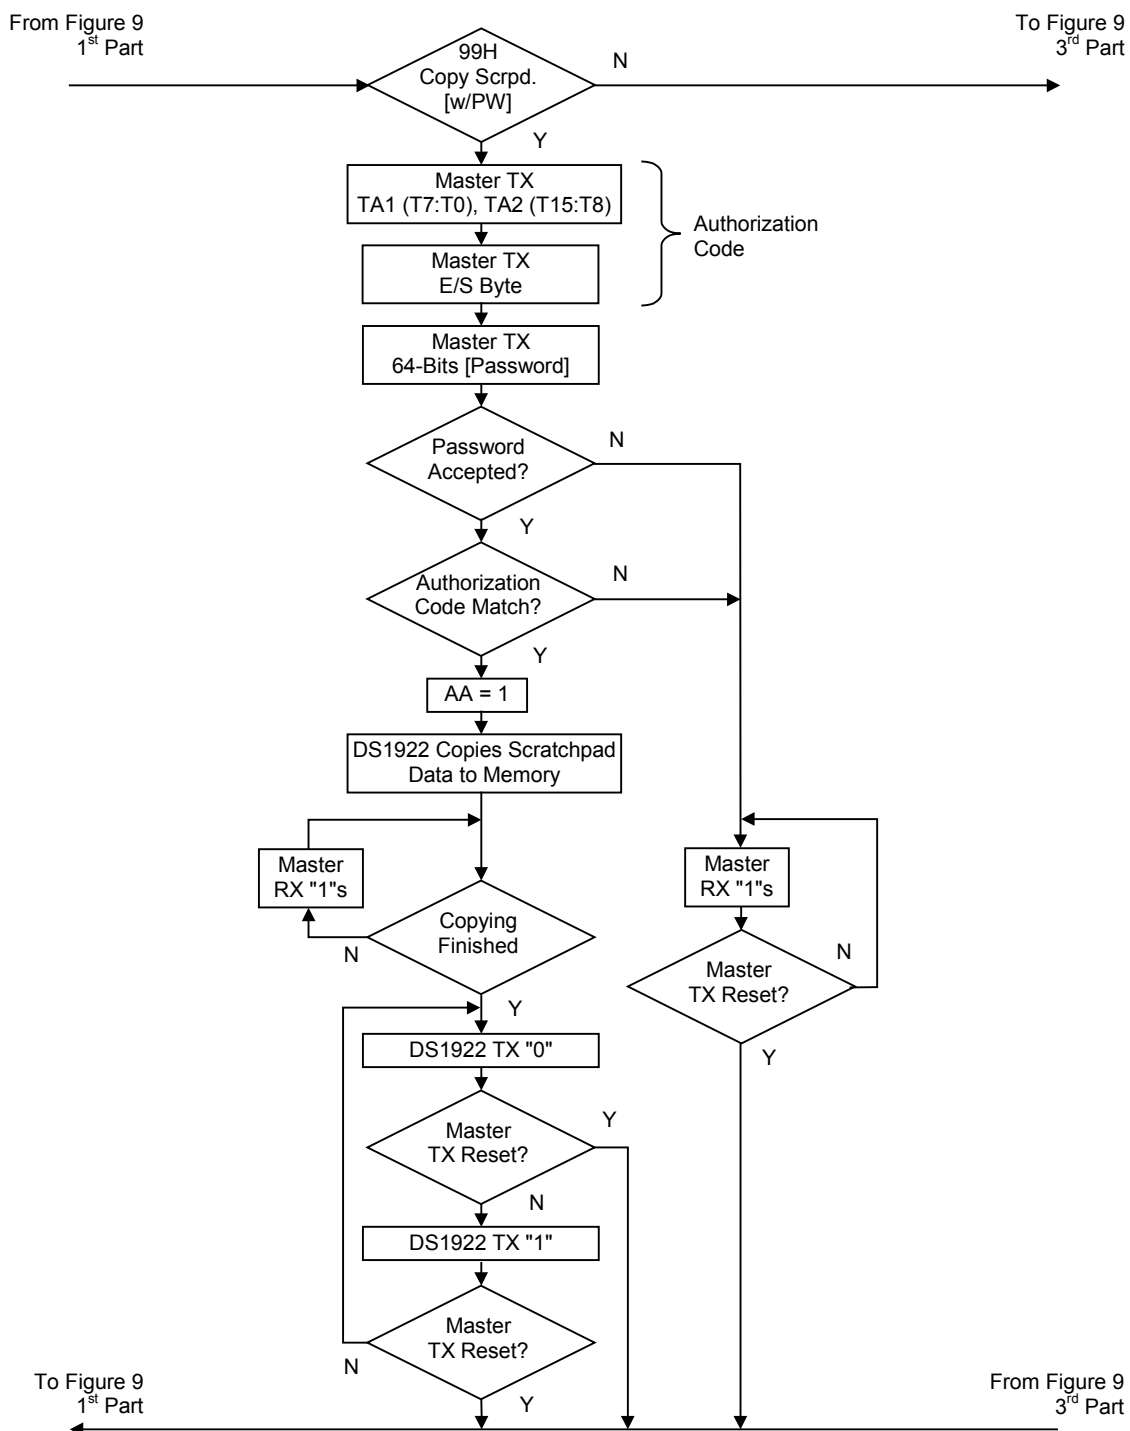 From Figure 9
1st Part
To Figure 9
3rd Part
99H
Copy Scrpd.
[w/PW]
N
Y
Master TX
TA1 (T7:T0), TA2 (T15:T8)
Authorization
Code
Master TX
E/S Byte
Master TX
64-Bits [Password]
Password
Accepted?
N
Y
Authorization
Code Match?
N
Y
AA = 1
DS1922 Copies Scratchpad
Data to Memory
Master
RX "1"s
Master
RX "1"s
Copying
Finished
N
Y
Master
TX Reset?
N
Y
DS1922 TX "0"
Master
TX Reset?
Y
N
DS1922 TX "1"
Master
TX Reset?
N
Y
To Figure 9
1st Part
From Figure 9
3rd Part